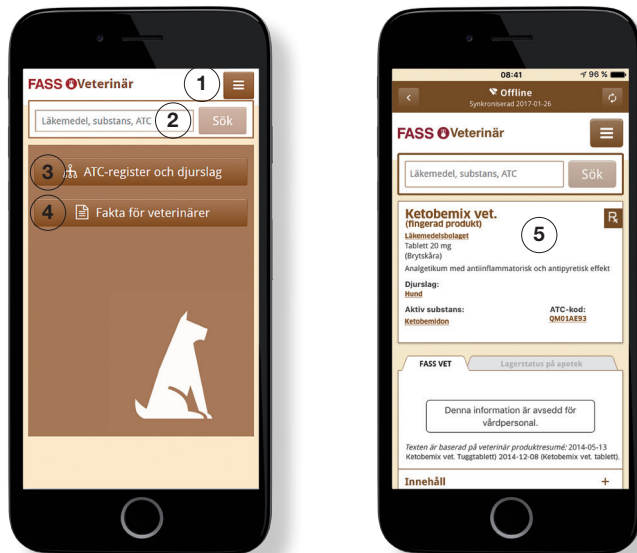 FASS Veterinär
1
Läkemedel, substans, ATC
2
Sök
3
ATC-register och djurslag
4
Fakta för veterinärer
08:41
96 %
Offline
Synkroniserad 2017-01-26
FASS Veterinär
Läkemedel, substans, ATC
Sök
Ketobemix vet.
(fingerad produkt)
5
Rx
Läkemedelsbolaget
Tablett 20 mg
(Brytskåra)
Analgetikum med antiinflammatorisk och antipyretisk effekt
Djurslag:
Hund
Aktiv substans:
ATC-kod:
Ketobemidon
QM01AE93
FASS VET
Lagerstatus på apotek
Denna information är avsedd för
vårdpersonal.
Texten är baserad på veterinär produktresumé: 2014-05-13
Ketobemix vet. Tuggtablett) 2014-12-08 (Ketobemix vet. tablett).
Innehåll +